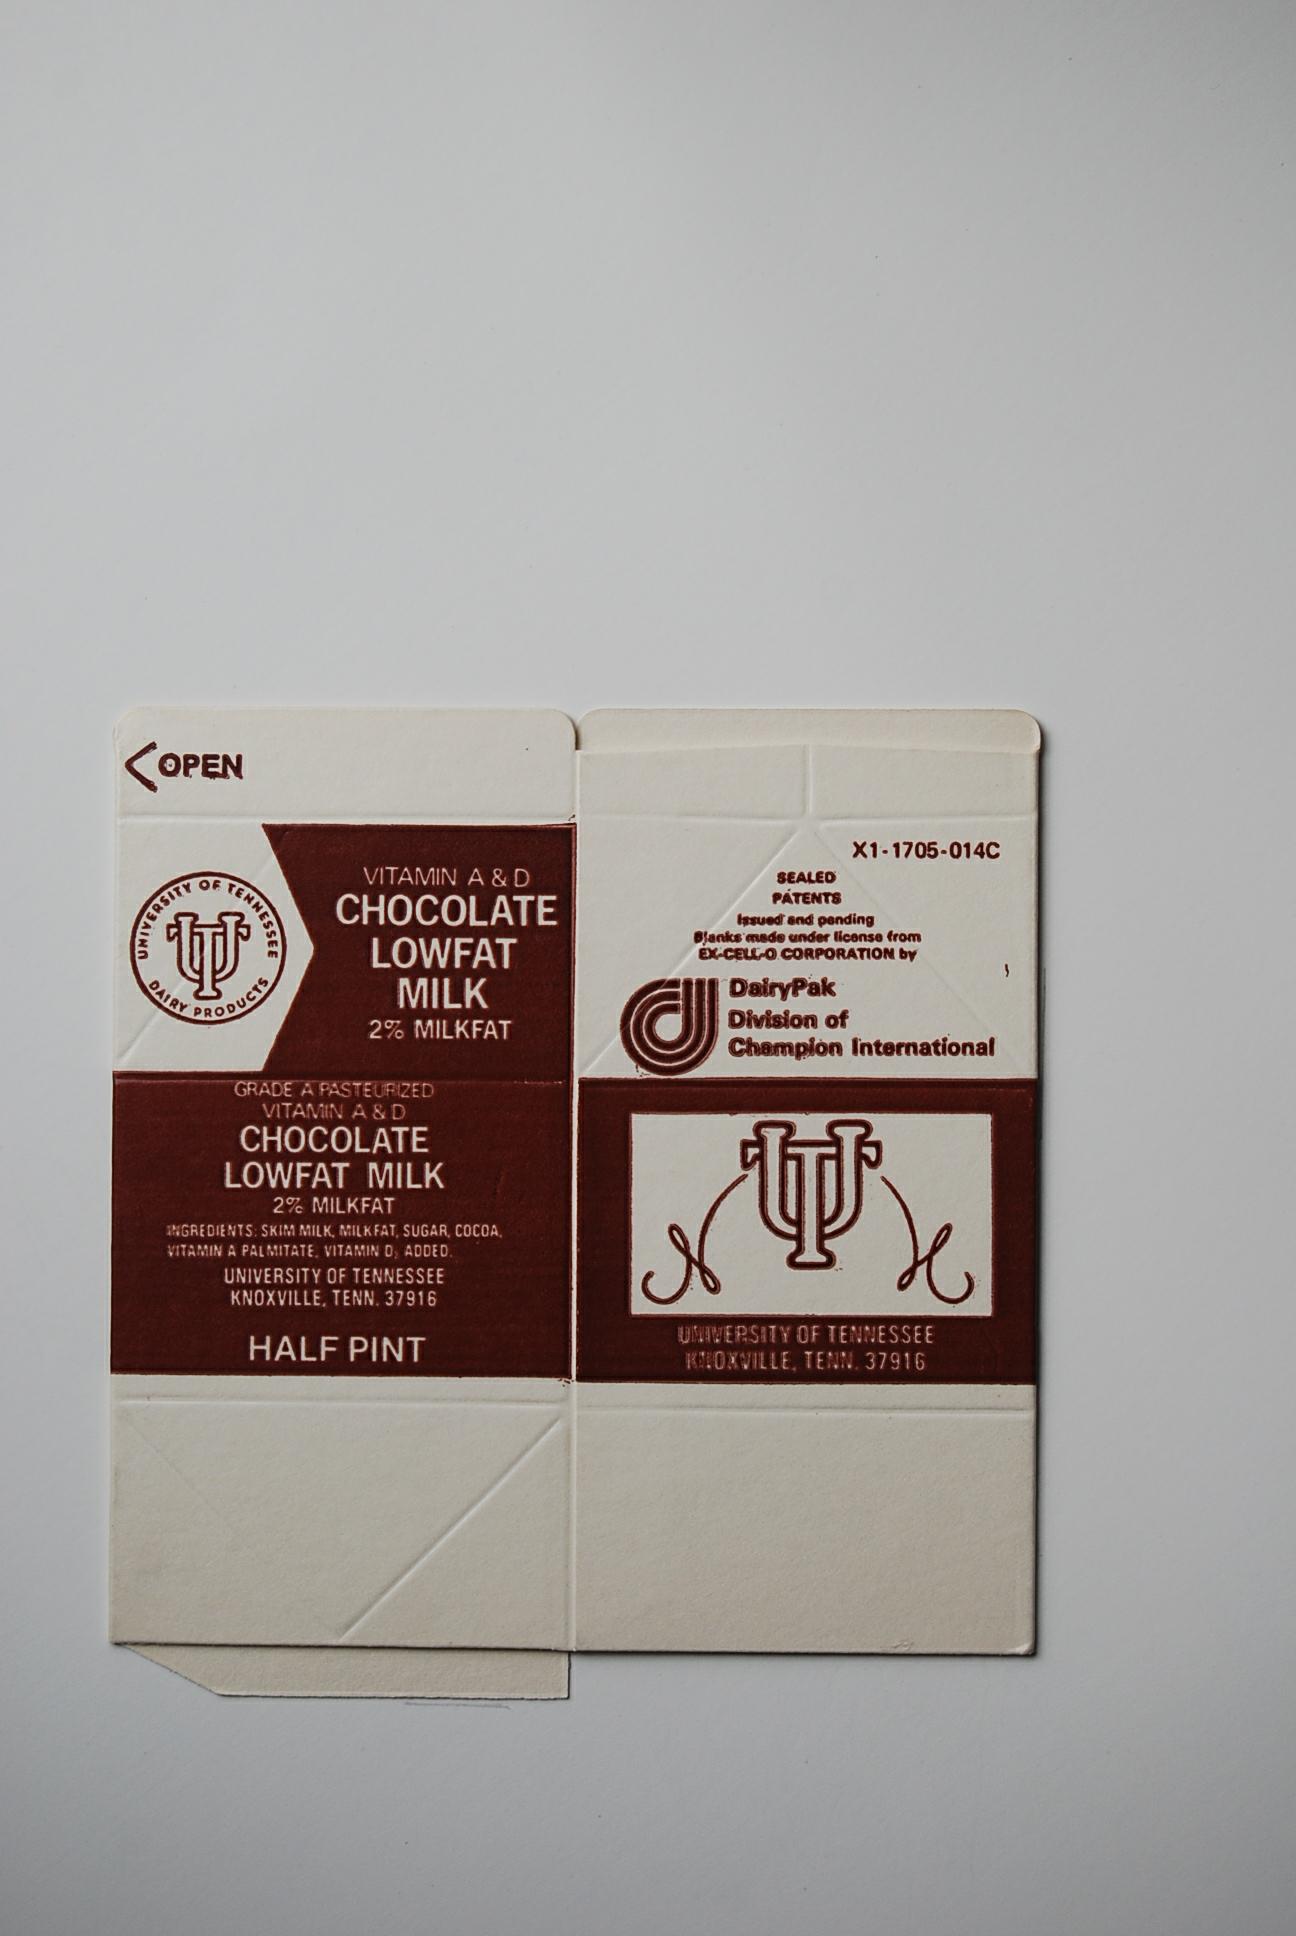 <OPEN
UNIVERSITY OF TENNESSEE
UT
DAIRY PRODUCTS
VITAMIN A & D
CHOCOLATE
LOWFAT
MILK
2% MILKFAT
GRADE A PASTEURIZED
VITAMIN A & D
CHOCOLATE
LOWFAT MILK
2% MILKFAT
INGREDIENTS: SKIM MILK, MILKFAT, SUGAR, COCOA,
VITAMIN A PALMITATE, VITAMIN D₂ ADDED.
UNIVERSITY OF TENNESSEE
KNOXVILLE, TENN. 37916
HALF PINT
X1-1705-014C
SEALED
PATENTS
Issued and pending
Blanks made under license from
EX-CELL-O CORPORATION by
d
DairyPak
Division of
Champion International
UT
UNIVERSITY OF TENNESSEE
KNOXVILLE, TENN. 37916